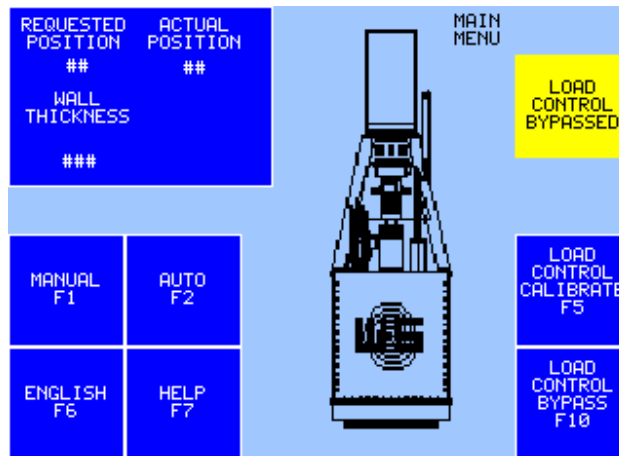 REQUESTED POSITION
##
ACTUAL POSITION
##
WALL THICKNESS
###
MAIN MENU
LOAD CONTROL BYPASSED
MANUAL
F1
AUTO
F2
LOAD CONTROL CALIBRATE
F5
ENGLISH
F6
HELP
F7
LOAD CONTROL BYPASS
F10